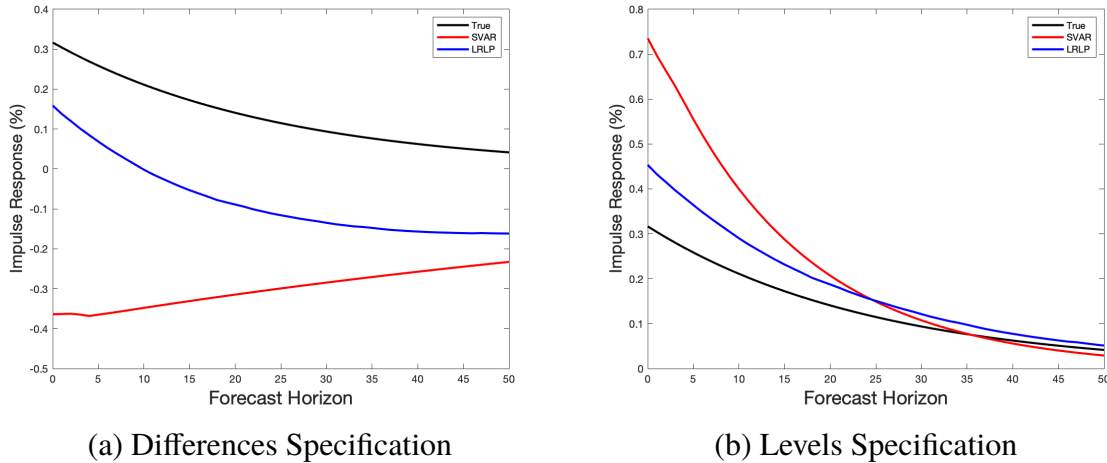 0.4
0.3
0.2
0.1
0
-0.1
-0.2
-0.3
-0.4
-0.5
Impulse Response (%)
0 5 10 15 20 25 30 35 40 45 50
Forecast Horizon
True
SVAR
LRLP
(a) Differences Specification
0.8
0.7
0.6
0.5
0.4
0.3
0.2
0.1
0
Impulse Response (%)
0 5 10 15 20 25 30 35 40 45 50
Forecast Horizon
True
SVAR
LRLP
(b) Levels Specification